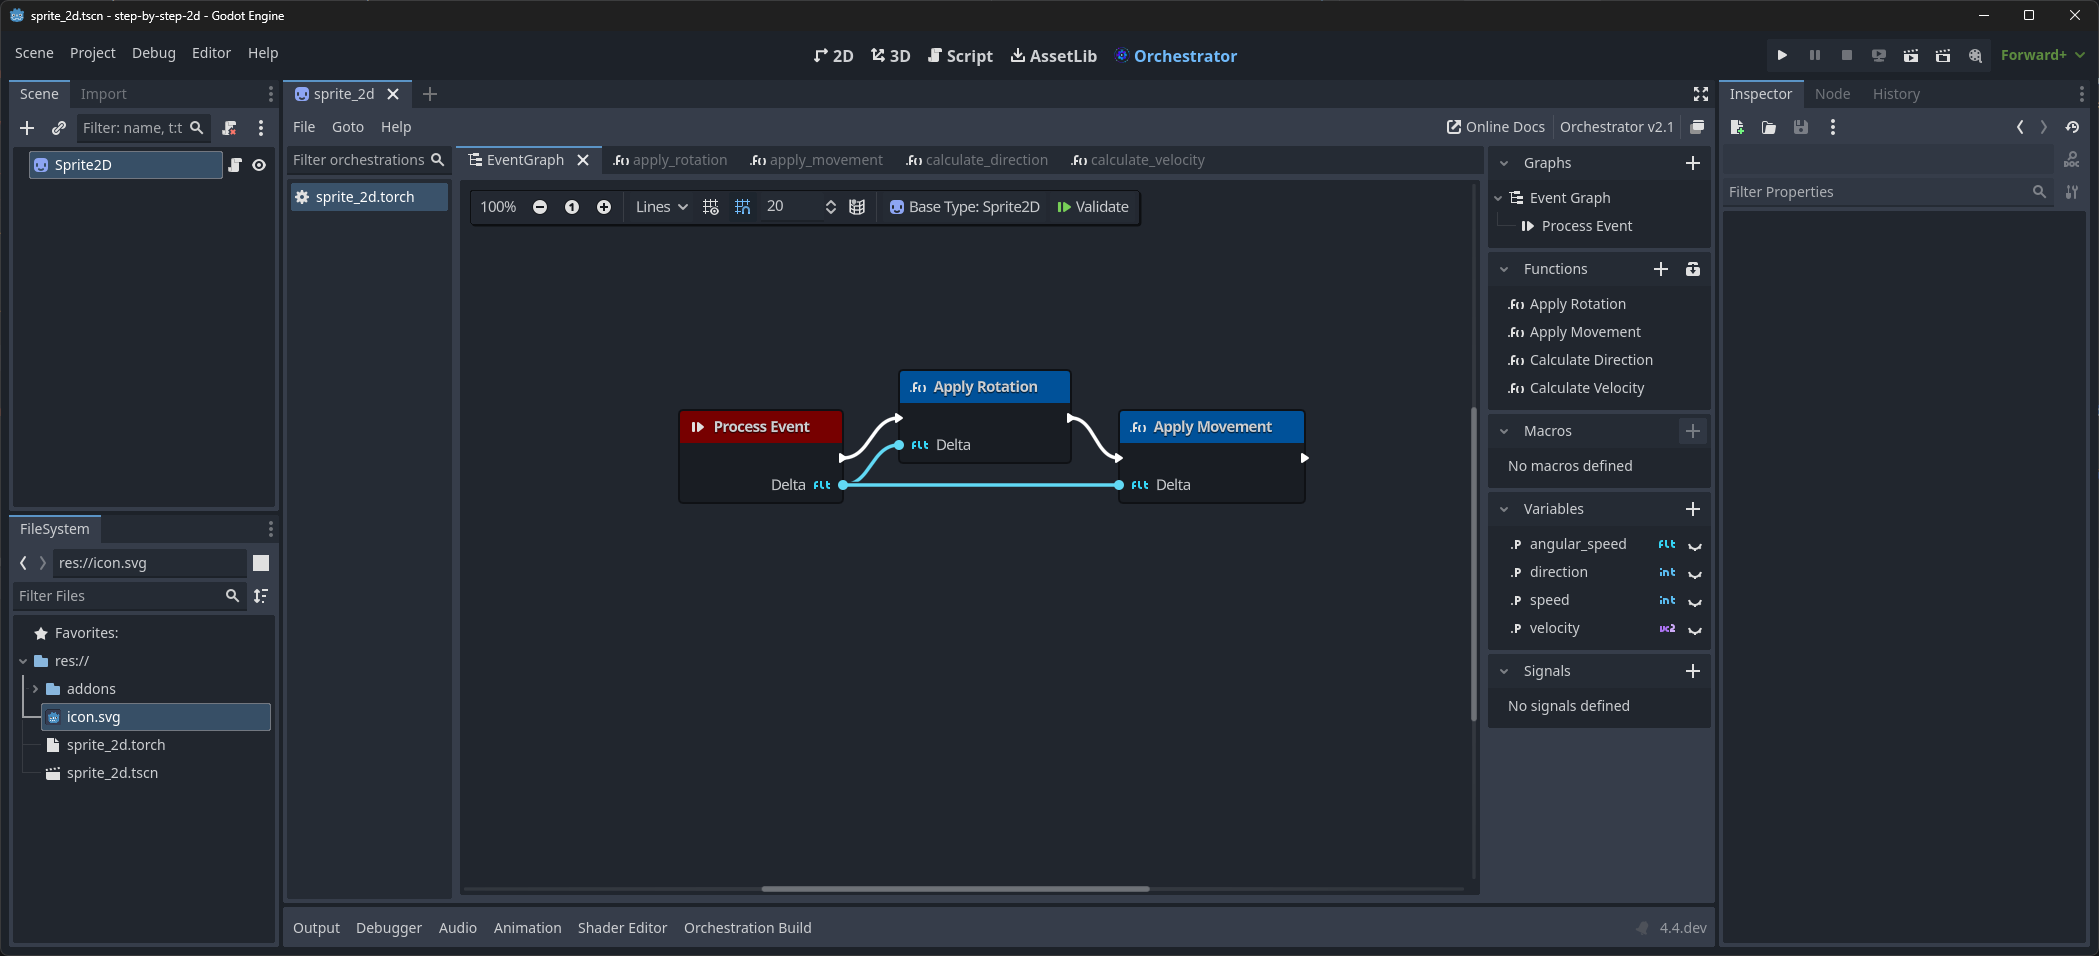 sprite_2d.tscn - step-by-step-2d - Godot Engine
Scene Project Debug Editor Help
2D 3D Script AssetLib Orchestrator
Forward+
Scene Import
Filter: name, t:t
Sprite2D
FileSystem
res://icon.svg
Filter Files
Favorites:
res://
addons
icon.svg
sprite_2d.torch
sprite_2d.tscn
sprite_2d
File Goto Help
Online Docs Orchestrator v2.1
Filter orchestrations
sprite_2d.torch
EventGraph apply_rotation apply_movement calculate_direction calculate_velocity
100% 1 Lines 20 Base Type: Sprite2D Validate
Process Event
Delta
Apply Rotation
Delta
Apply Movement
Delta
Graphs
Event Graph
Process Event
Functions
Apply Rotation
Apply Movement
Calculate Direction
Calculate Velocity
Macros
No macros defined
Variables
angular_speed flt
direction int
speed int
velocity vc2
Signals
No signals defined
Output Debugger Audio Animation Shader Editor Orchestration Build
4.4.dev
Inspector Node History
DOC
Filter Properties